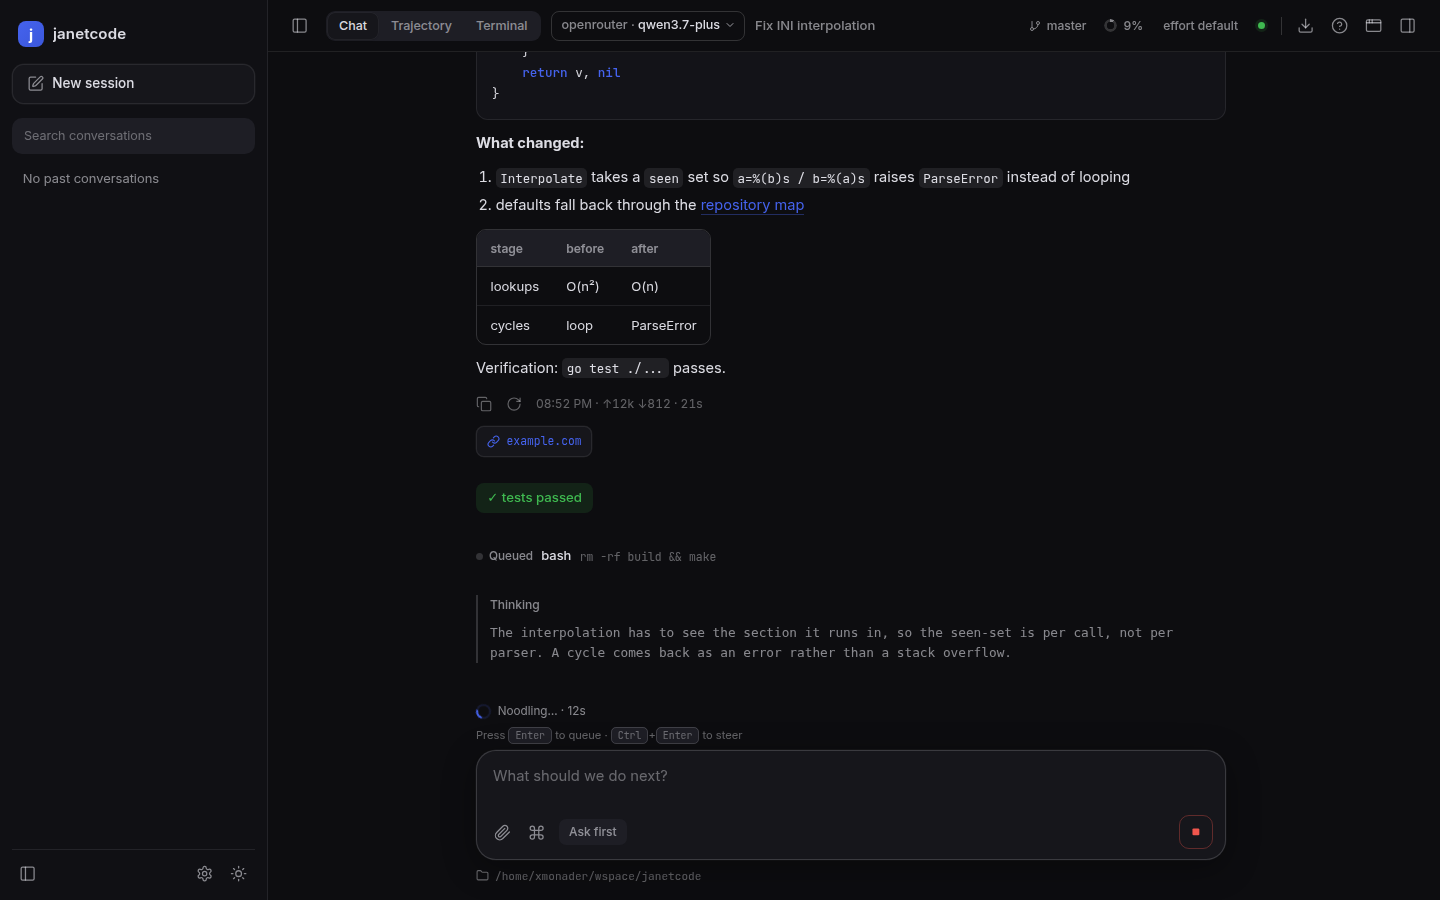 j janetcode
Chat Trajectory Terminal openrouter · qwen3.7-plus Fix INI interpolation master 9% effort default
New session
Search conversations
No past conversations
}
return v, nil
}
What changed:
1. Interpolate takes a seen set so a=%(b)s / b=%(a)s raises ParseError instead of looping
2. defaults fall back through the repository map
stage before after
lookups O(n²) O(n)
cycles loop ParseError
Verification: go test ./... passes.
08:52 PM · ↑12k ↓812 · 21s
example.com
✓ tests passed
Queued bash rm -rf build && make
Thinking
The interpolation has to see the section it runs in, so the seen-set is per call, not per
parser. A cycle comes back as an error rather than a stack overflow.
Noodling... · 12s
Press Enter to queue · Ctrl+Enter to steer
What should we do next?
Ask first
/home/xmonader/wspace/janetcode